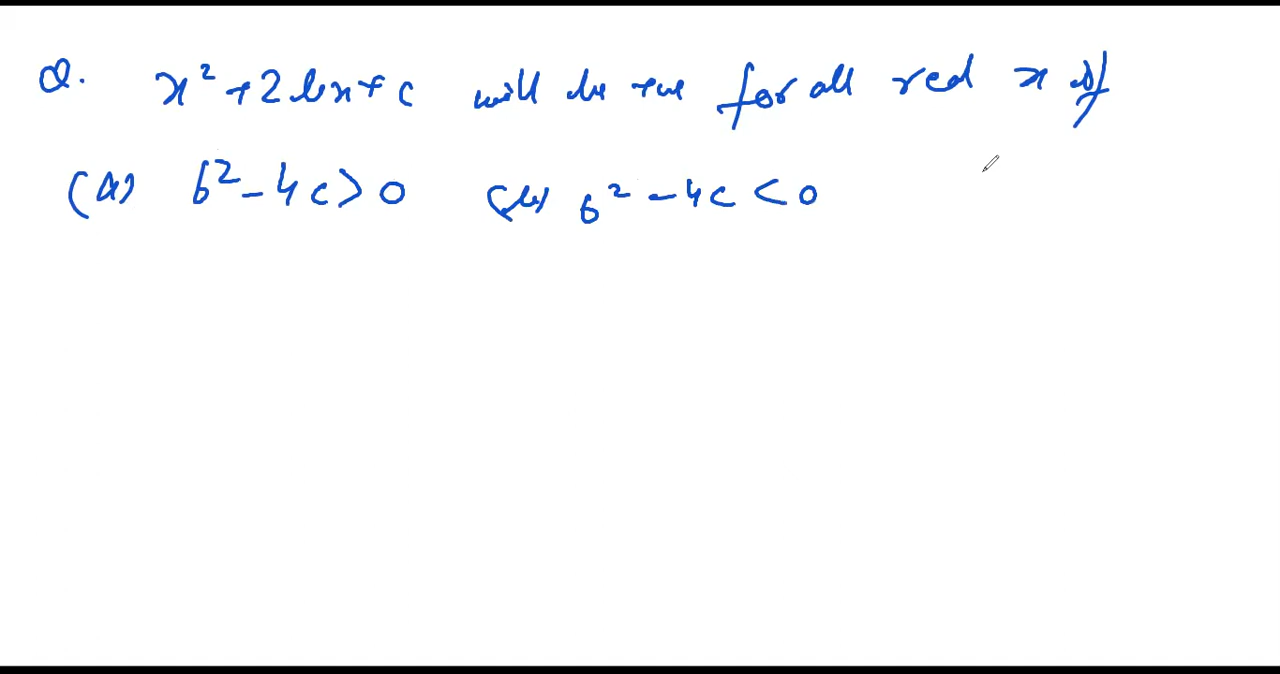 Q. x² + 2bx + c will be +ve for all real x if
(a) b² - 4c > 0 (b) b² - 4c < 0